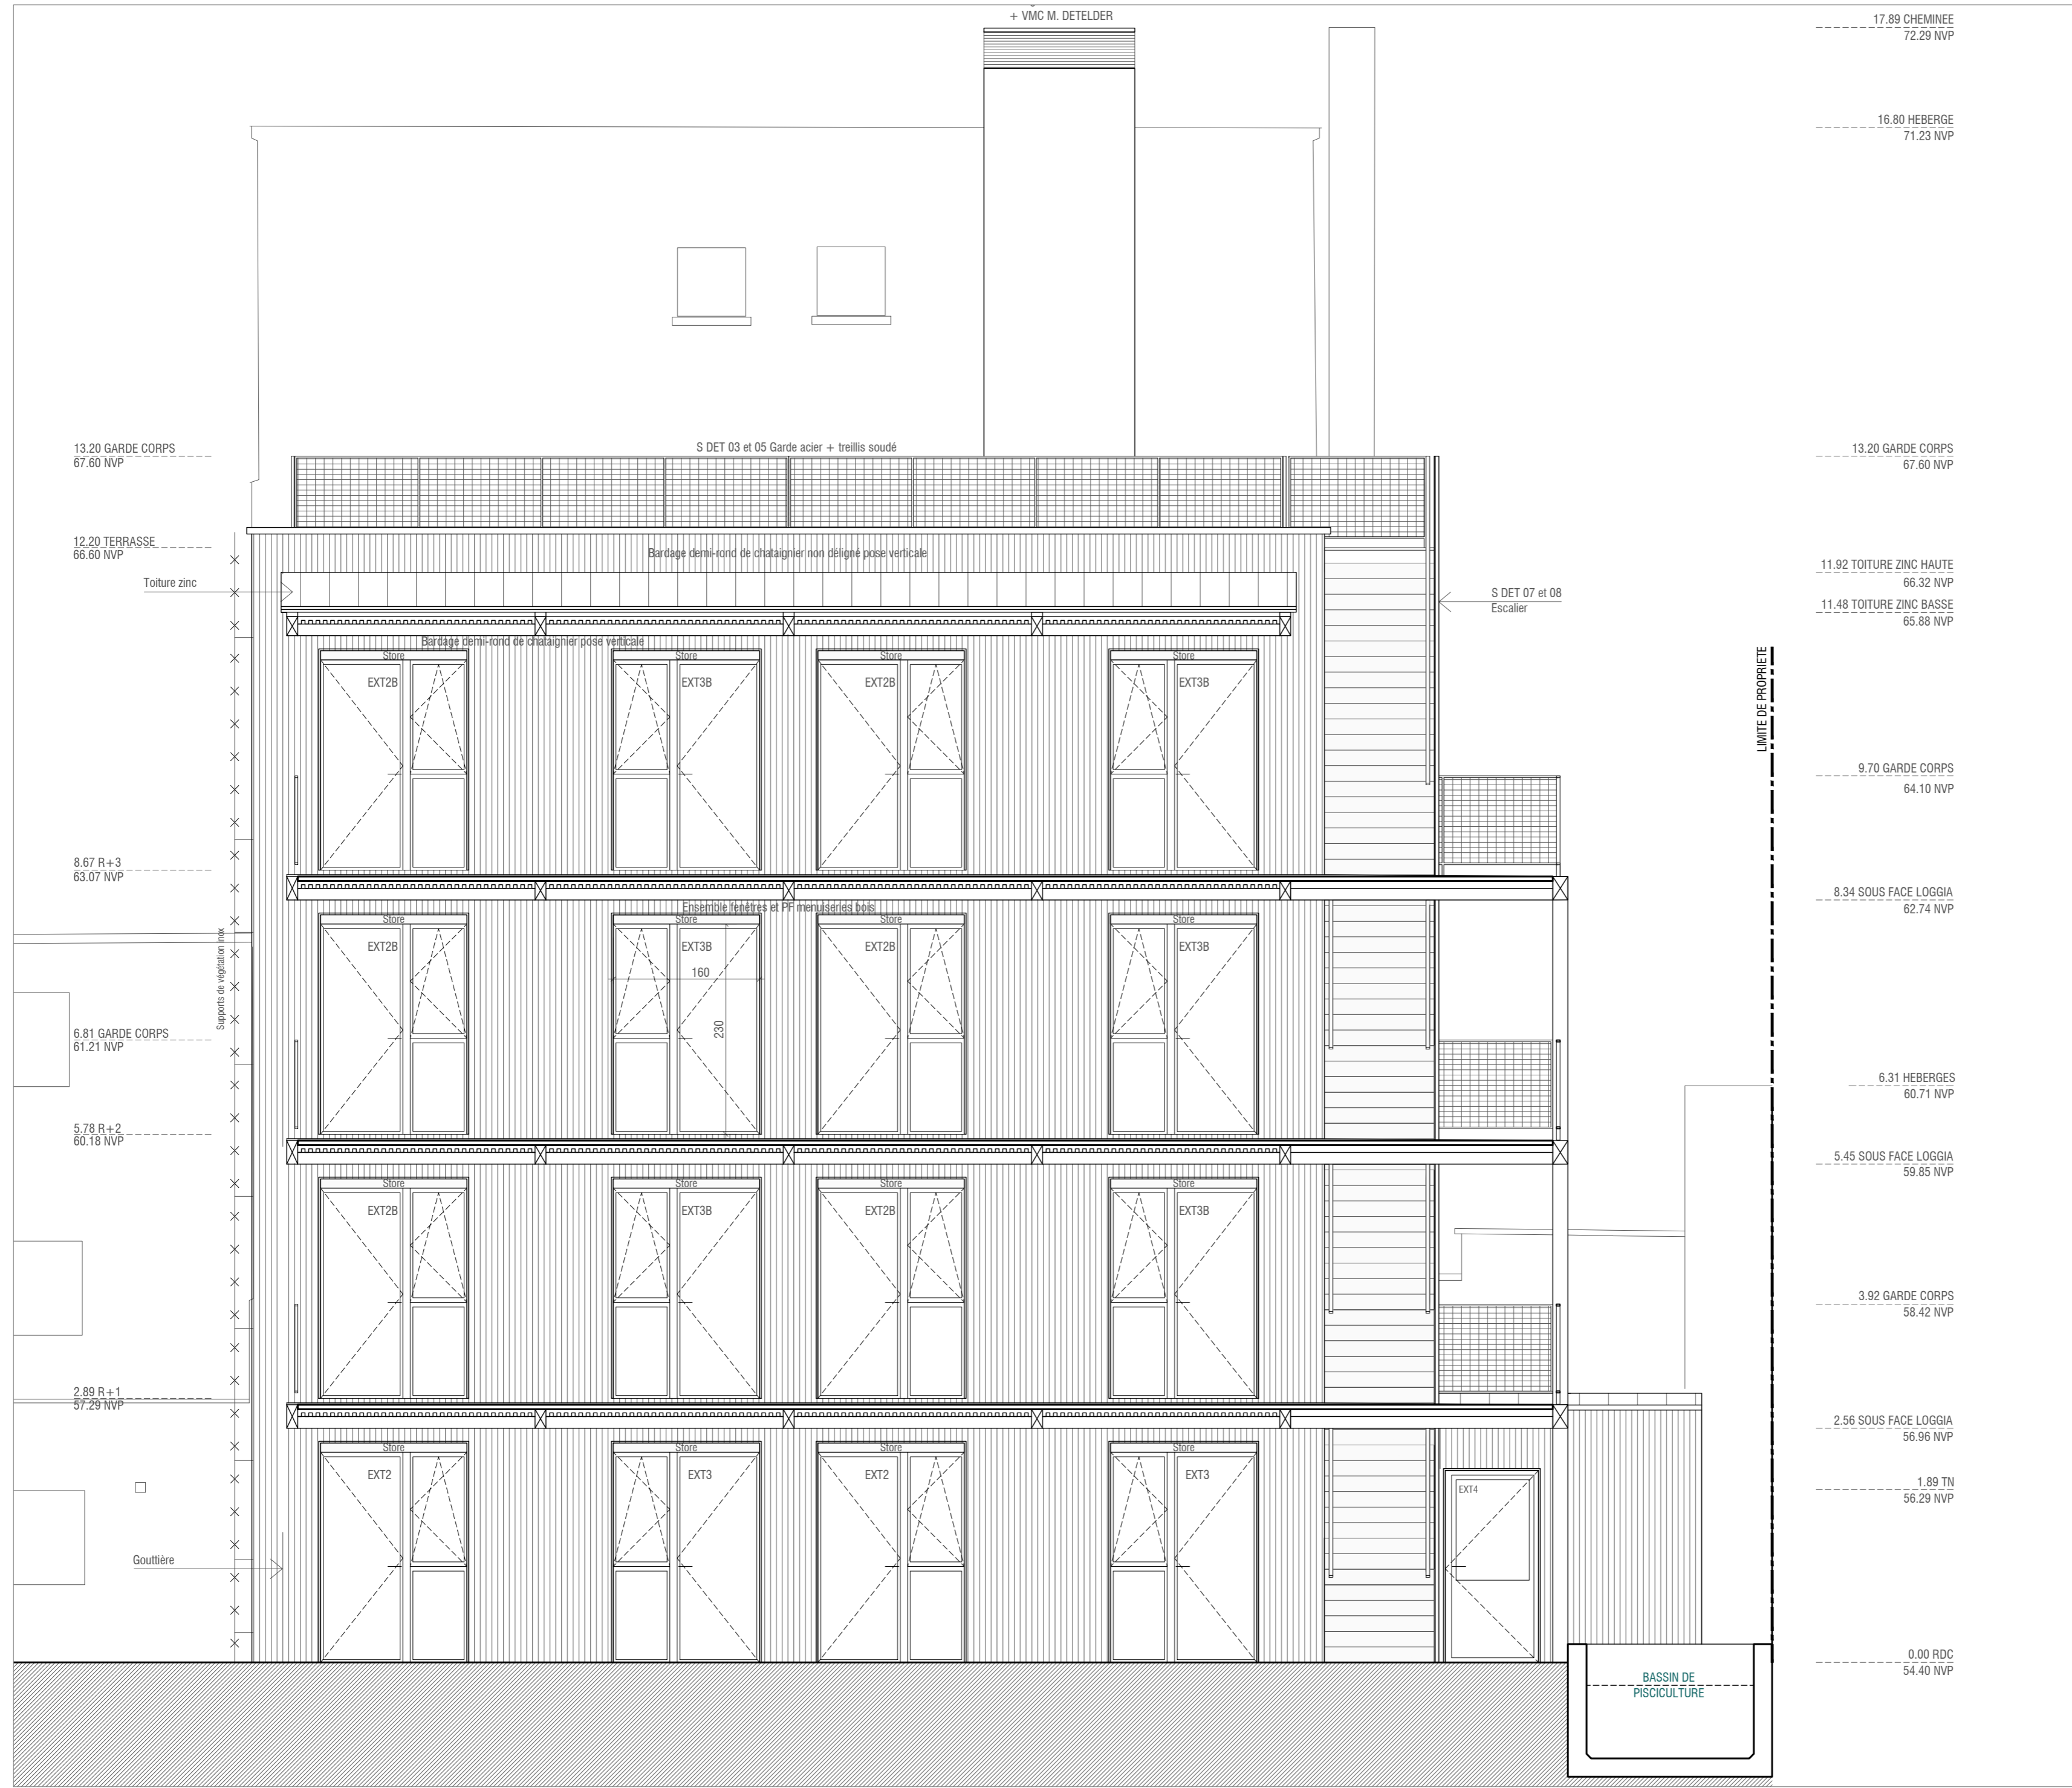 + VMC M. DETELDER
17.89 CHEMINEE
72.29 NVP
16.80 HEBERGE
71.23 NVP
13.20 GARDE CORPS
67.60 NVP
S DET 03 et 05 Garde acier + treillis soudé
13.20 GARDE CORPS
67.60 NVP
12.20 TERRASSE
66.60 NVP
Bardage demi-rond de chataignier non déligné pose verticale
Toiture zinc
11.92 TOITURE ZINC HAUTE
66.32 NVP
S DET 07 et 08
Escalier
11.48 TOITURE ZINC BASSE
65.88 NVP
Bardage demi-rond de chataignier pose verticale
Store
Store
Store
Store
EXT2B
EXT3B
EXT2B
EXT3B
LIMITE DE PROPRIETE
9.70 GARDE CORPS
64.10 NVP
8.67 R+3
63.07 NVP
8.34 SOUS FACE LOGGIA
62.74 NVP
Ensemble fenêtres et PF menuiseries bois
Store
Store
Store
Store
EXT2B
EXT3B
EXT2B
EXT3B
160
230
Supports de végétation inox
6.81 GARDE CORPS
61.21 NVP
6.31 HEBERGES
60.71 NVP
5.78 R+2
60.18 NVP
5.45 SOUS FACE LOGGIA
59.85 NVP
Store
Store
Store
Store
EXT2B
EXT3B
EXT2B
EXT3B
3.92 GARDE CORPS
58.42 NVP
2.89 R+1
57.29 NVP
2.56 SOUS FACE LOGGIA
56.96 NVP
Store
Store
Store
Store
EXT2
EXT3
EXT2
EXT3
EXT4
1.89 TN
56.29 NVP
Gouttière
0.00 RDC
54.40 NVP
BASSIN DE
PISCICULTURE